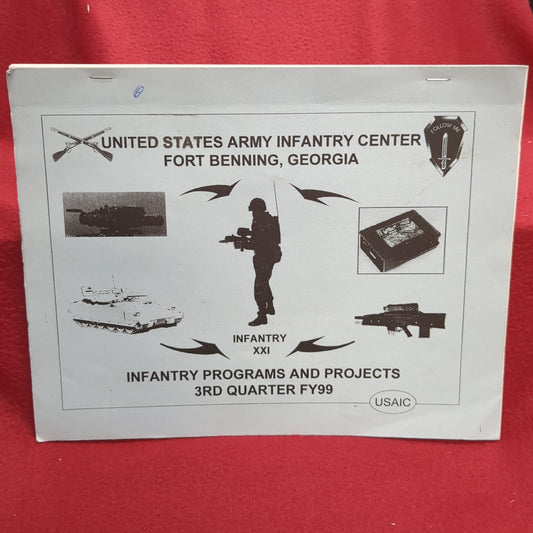 UNITED STATES ARMY INFANTRY CENTER
FORT BENNING, GEORGIA
FOLLOW ME
INFANTRY
XXI
INFANTRY PROGRAMS AND PROJECTS
3RD QUARTER FY99
USAIC